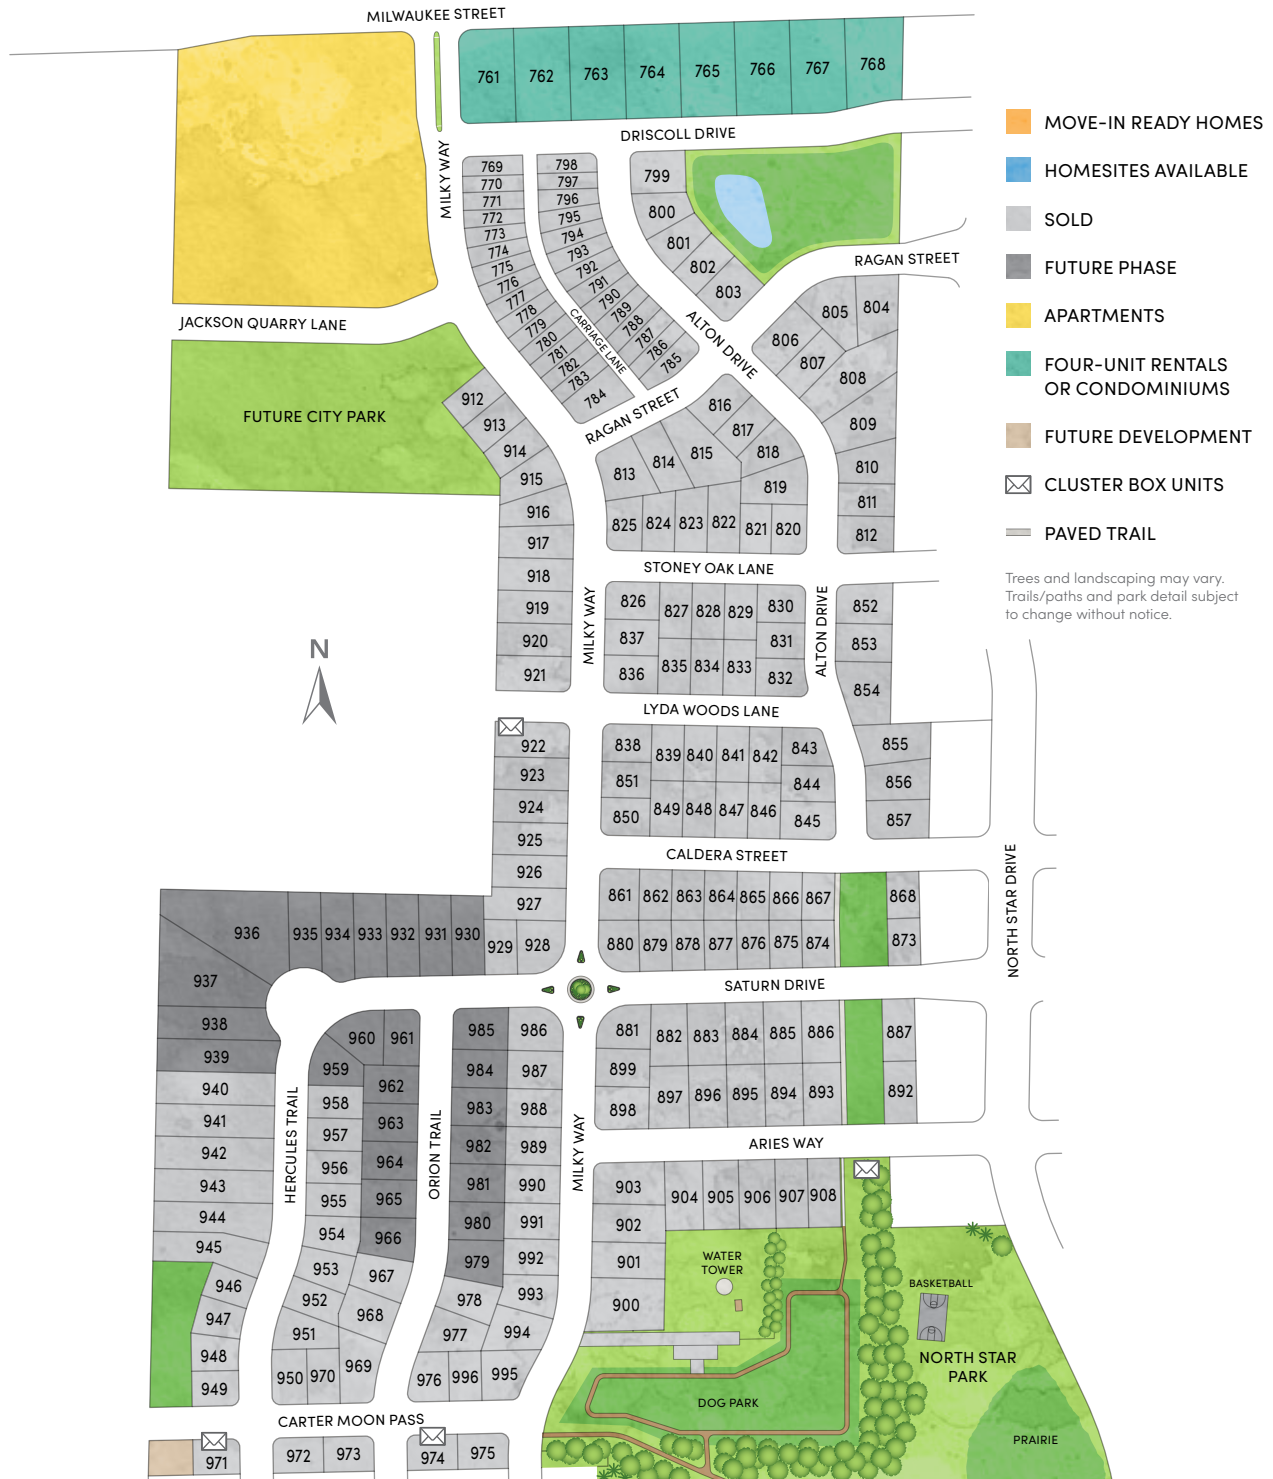 MILWAUKEE STREET
761 762 763 764 765 766 767 768
DRISCOLL DRIVE
MILKY WAY
769
770
771
772
773
774
775
776
777
778
779
780
781
782
783
784
798
797
796
795
794
793
792
791
790
789
788
787
786
785
CARRIAGE LANE
799
800
801
802
803
ALTON DRIVE
RAGAN STREET
804
805
806
807
808
809
810
811
812
JACKSON QUARRY LANE
FUTURE CITY PARK
RAGAN STREET
912
913
914
915
916
917
918
919
920
921
816
817
818
819
813 814 815
825 824 823 822 821 820
STONEY OAK LANE
MILKY WAY
ALTON DRIVE
826 827 828 829 830
837 831
836 835 834 833 832
852
853
854
LYDA WOODS LANE
838 839 840 841 842 843
851 844
850 849 848 847 846 845
855
856
857
CALDERA STREET
N
922
923
924
925
926
927
929 928
861 862 863 864 865 866 867 868
880 879 878 877 876 875 874 873
NORTH STAR DRIVE
SATURN DRIVE
936 935 934 933 932 931 930
937
938
939
940
941
942
943
944
945
946
947
948
949
HERCULES TRAIL
960 961
959
958
957
956
955
954
953
952
951
950 970 969
962
963
964
965
966
967
968
ORION TRAIL
985
984
983
982
981
980
979
978
977
976 996 995
986
987
988
989
990
991
992
993
994
MILKY WAY
881 882 883 884 885 886 887
899
898 897 896 895 894 893 892
ARIES WAY
903 904 905 906 907 908
902
901
900
WATER
TOWER
BASKETBALL
NORTH STAR
PARK
DOG PARK
PRAIRIE
CARTER MOON PASS
971 972 973 974 975
MOVE-IN READY HOMES
HOMESITES AVAILABLE
SOLD
FUTURE PHASE
APARTMENTS
FOUR-UNIT RENTALS
OR CONDOMINIUMS
FUTURE DEVELOPMENT
CLUSTER BOX UNITS
PAVED TRAIL
Trees and landscaping may vary.
Trails/paths and park detail subject
to change without notice.